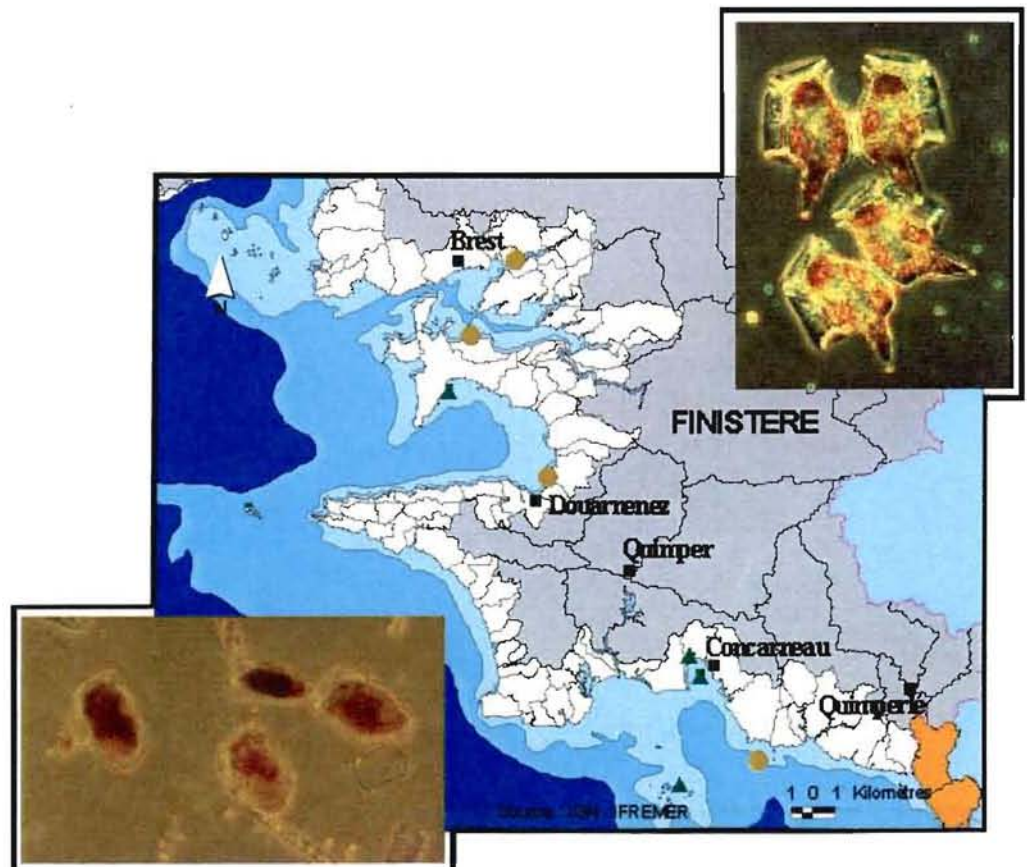 Brest
N
FINISTERE
Douarnenez
Quimper
Concarneau
Quimperlé
1 0 1 Kilomètres
Source IGN IFREMER